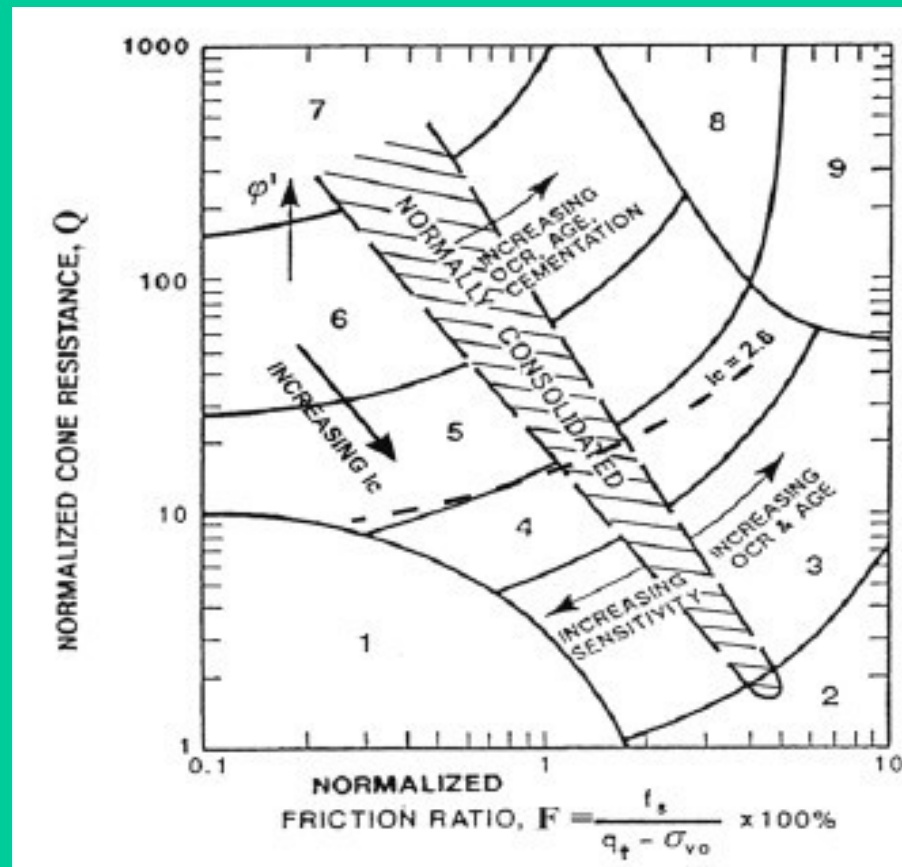 1000
100
10
1
NORMALIZED CONE RESISTANCE, Q
7
8
9
φ'
6
5
4
3
1
2
NORMALLY CONSOLIDATED
INCREASING
OCR, AGE,
CEMENTATION
INCREASING Ic
Ic = 2.6
INCREASING
OCR & AGE
INCREASING
SENSITIVITY
0.1
1
10
NORMALIZED
FRICTION RATIO, F = fs / (qt - σvo) x 100%